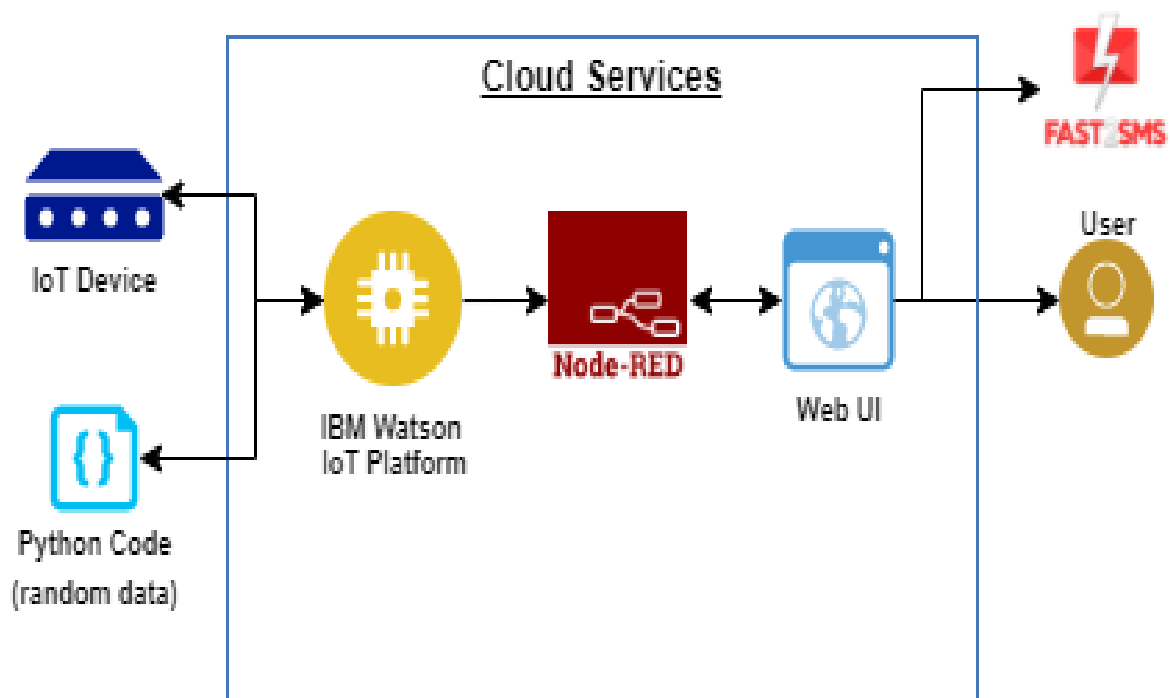 Cloud Services
FAST2SMS
IoT Device
User
Node-RED
Web UI
IBM Watson
IoT Platform
Python Code
(random data)